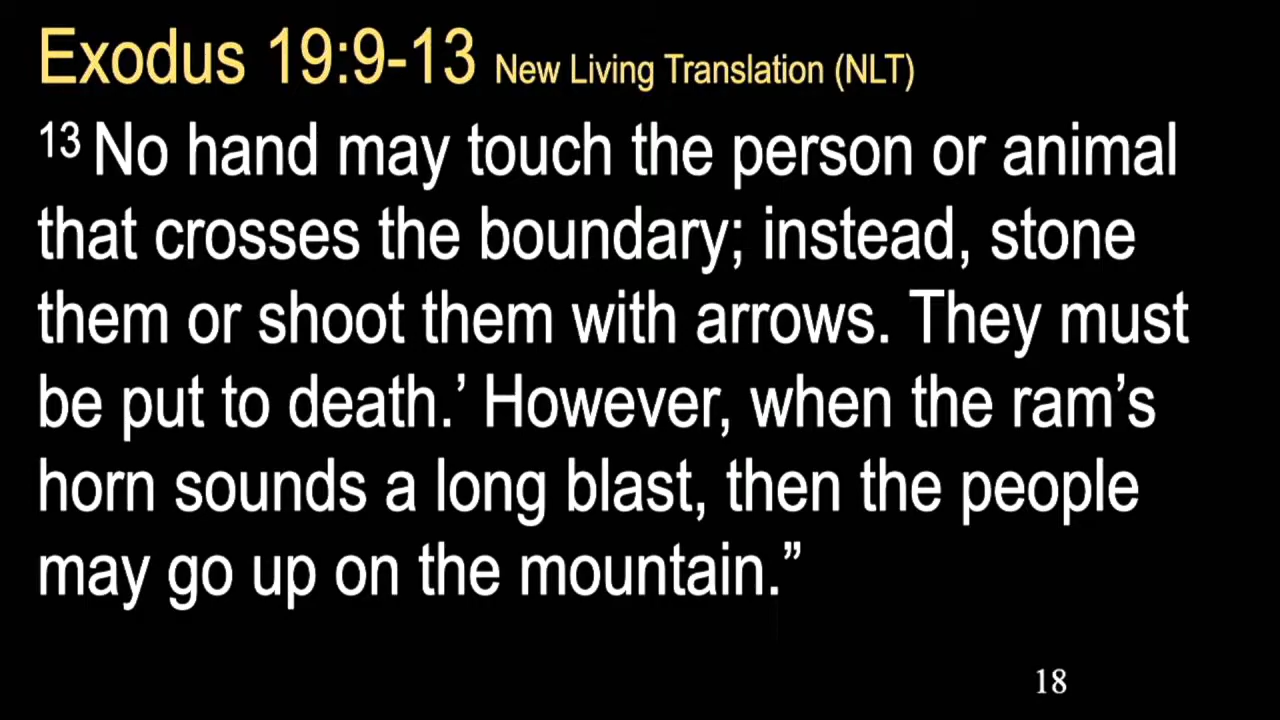 Exodus 19:9-13 New Living Translation (NLT)
13 No hand may touch the person or animal
that crosses the boundary; instead, stone
them or shoot them with arrows. They must
be put to death.’ However, when the ram’s
horn sounds a long blast, then the people
may go up on the mountain.”
18